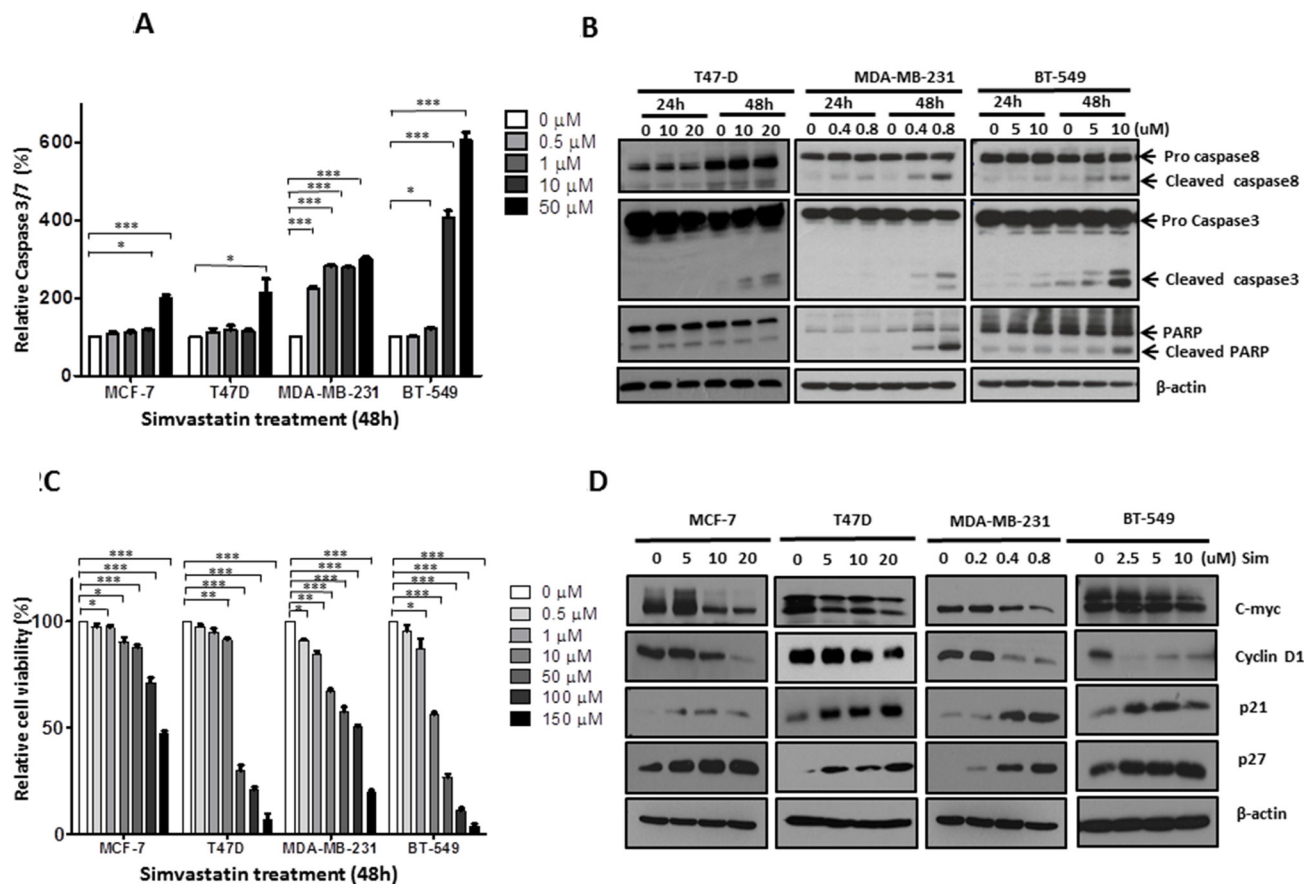 A
Relative Caspase 3/7 (%)
600
400
200
0
***
*
*
***
***
***
***
***
***
*
0 μM
0.5 μM
1 μM
10 μM
50 μM
MCF-7 T47D MDA-MB-231 BT-549
Simvastatin treatment (48h)
B
T47-D MDA-MB-231 BT-549
24h 48h 24h 48h 24h 48h
0 10 20 0 10 20 0 0.4 0.8 0 0.4 0.8 0 5 10 0 5 10 (uM)
Pro caspase8
Cleaved caspase8
Pro Caspase3
Cleaved caspase3
PARP
Cleaved PARP
β-actin
2C
Relative cell viability (%)
100
50
0
***
***
***
*
*
***
***
***
**
***
***
***
***
**
*
***
***
***
***
*
0 μM
0.5 μM
1 μM
10 μM
50 μM
100 μM
150 μM
MCF-7 T47D MDA-MB-231 BT-549
Simvastatin treatment (48h)
D
MCF-7 T47D MDA-MB-231 BT-549
0 5 10 20 0 5 10 20 0 0.2 0.4 0.8 0 2.5 5 10 (uM) Sim
C-myc
Cyclin D1
p21
p27
β-actin